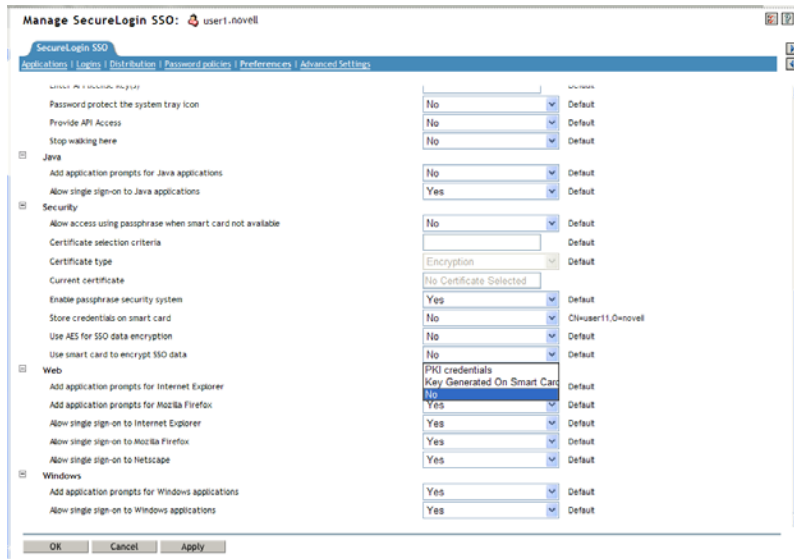 Manage SecureLogin SSO: user1.novell
SecureLogin SSO
Applications | Logins | Distribution | Password policies | Preferences | Advanced Settings
Enter API license key(s) Default
Password protect the system tray icon No Default
Provide API Access No Default
Stop walking here No Default
Java
Add application prompts for Java applications No Default
Allow single sign-on to Java applications Yes Default
Security
Allow access using passphrase when smart card not available No Default
Certificate selection criteria Default
Certificate type Encryption Default
Current certificate No Certificate Selected
Enable passphrase security system Yes Default
Store credentials on smart card No CN=user11,O=novell
Use AES for SSO data encryption No Default
Use smart card to encrypt SSO data No Default
PKI credentials
Key Generated On Smart Card
No
Web
Add application prompts for Internet Explorer Default
Add application prompts for Mozilla Firefox Yes Default
Allow single sign-on to Internet Explorer Yes Default
Allow single sign-on to Mozilla Firefox Yes Default
Allow single sign-on to Netscape Yes Default
Windows
Add application prompts for Windows applications Yes Default
Allow single sign-on to Windows applications Yes Default
OK Cancel Apply